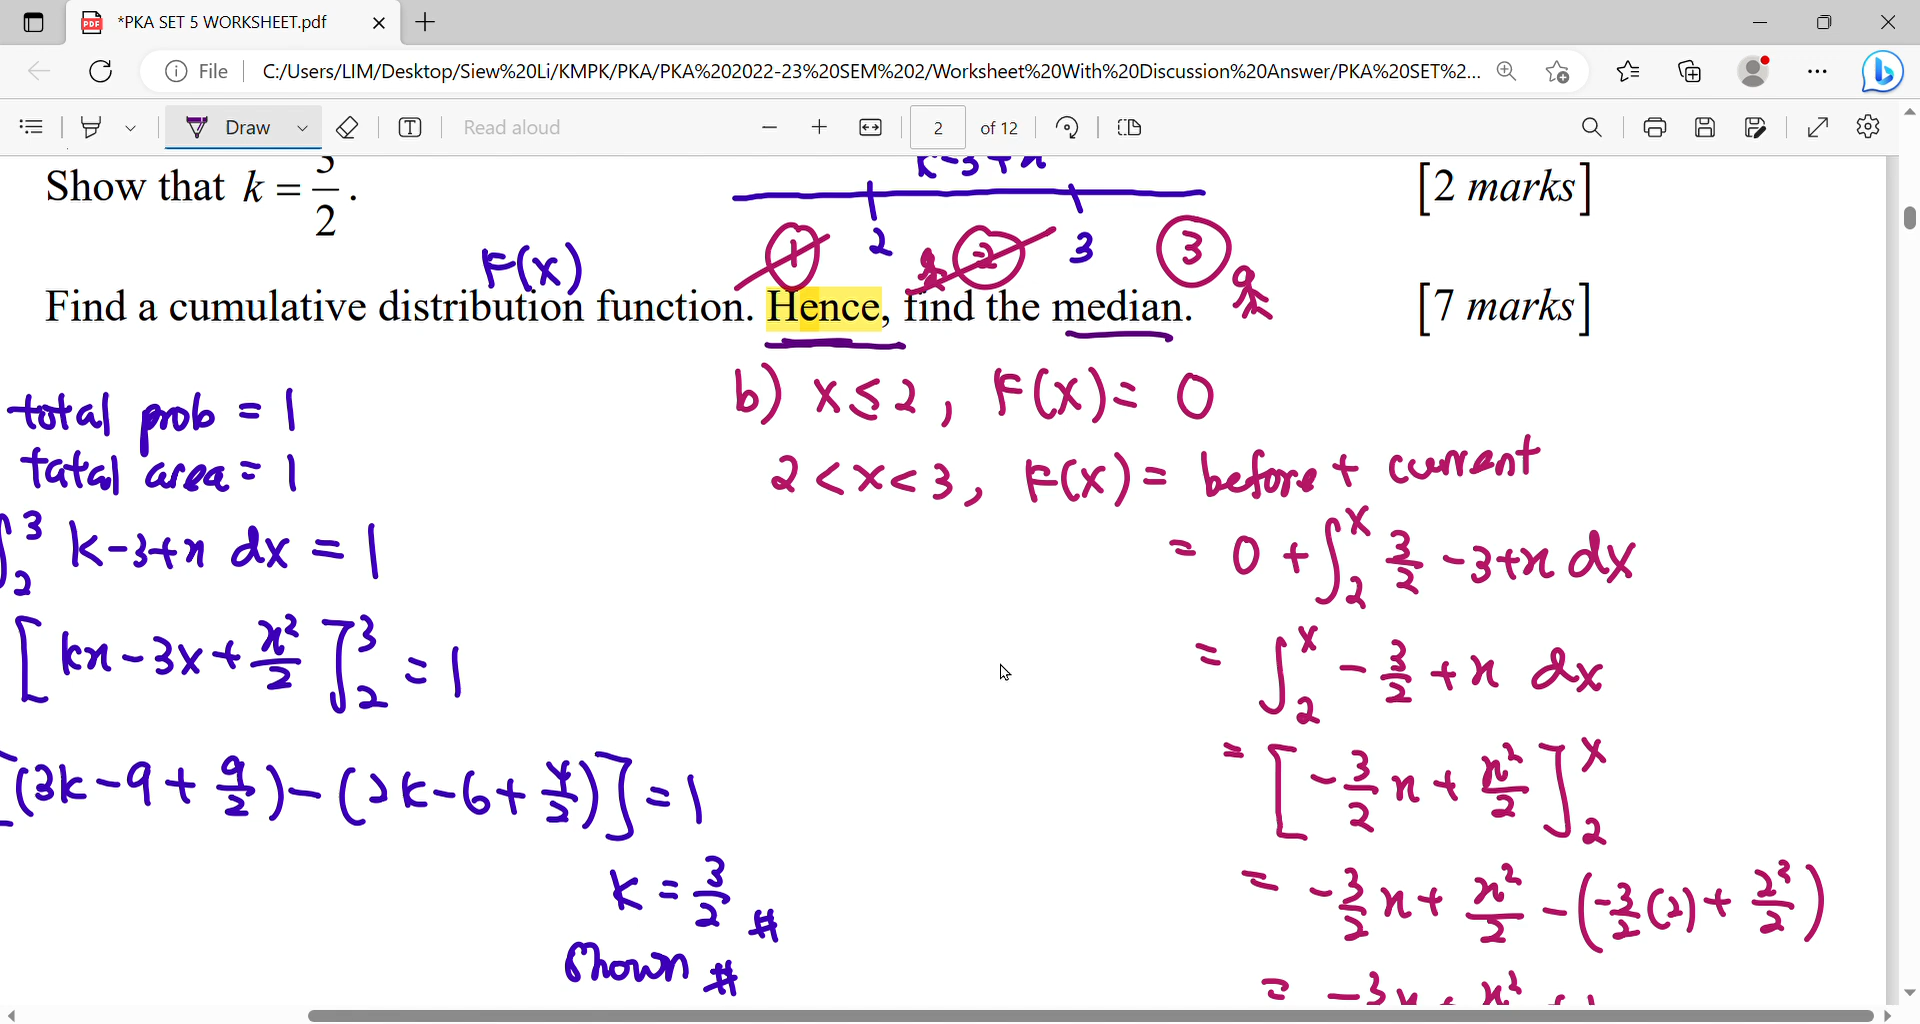 *PKA SET 5 WORKSHEET.pdf
File C:/Users/LIM/Desktop/Siew%20Li/KMPK/PKA/PKA%202022-23%20SEM%202/Worksheet%20With%20Discussion%20Answer/PKA%20SET%2...
Draw Read aloud 2 of 12
k-3+x
Show that k = 3/2. [2 marks]
2 3
1 2 3
F(x)
Find a cumulative distribution function. Hence, find the median. [7 marks]
total prob = 1
tatal area = 1
∫₂³ k-3+x dx = 1
[kx-3x+x²/2]₂³ = 1
[(3k-9+9/2)-(2k-6+4/2)] = 1
k = 3/2 #
shown #
b) x≤2, F(x)= 0
2<x<3, F(x)= before + current
= 0 + ∫₂ˣ 3/2 -3+x dx
= ∫₂ˣ -3/2 + x dx
= [-3/2 x + x²/2]₂ˣ
= -3/2 x + x²/2 - (-3/2 (2) + 2²/2)